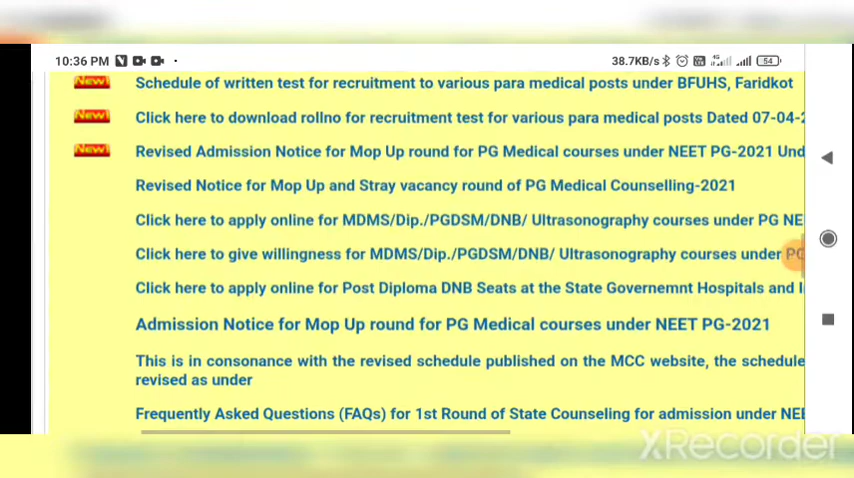 10:36 PM
38.7KB/s 4G 54
New! Schedule of written test for recruitment to various para medical posts under BFUHS, Faridkot
New! Click here to download rollno for recruitment test for various para medical posts Dated 07-04-2
New! Revised Admission Notice for Mop Up round for PG Medical courses under NEET PG-2021 Und
Revised Notice for Mop Up and Stray vacancy round of PG Medical Counselling-2021
Click here to apply online for MDMS/Dip./PGDSM/DNB/ Ultrasonography courses under PG NE
Click here to give willingness for MDMS/Dip./PGDSM/DNB/ Ultrasonography courses under PG
Click here to apply online for Post Diploma DNB Seats at the State Governemnt Hospitals and I
Admission Notice for Mop Up round for PG Medical courses under NEET PG-2021
This is in consonance with the revised schedule published on the MCC website, the schedule
revised as under
Frequently Asked Questions (FAQs) for 1st Round of State Counseling for admission under NEE
XRecorder